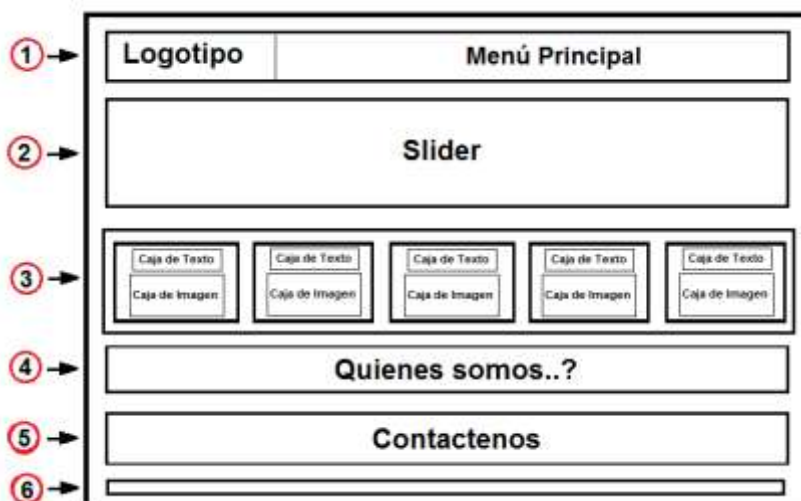 1 Logotipo Menú Principal
2 Slider
3
Caja de Texto Caja de Texto Caja de Texto Caja de Texto Caja de Texto
Caja de Imagen Caja de Imagen Caja de Imagen Caja de Imagen Caja de Imagen
4 Quienes somos..?
5 Contactenos
6